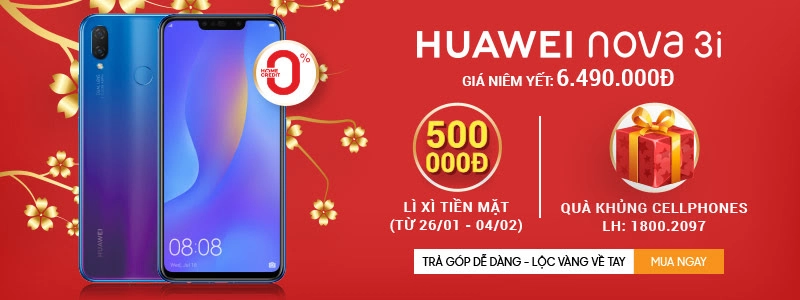 HUAWEI nova 3i
GIÁ NIÊM YẾT: 6.490.000Đ
HOME
CREDIT
0%
500
000Đ
LÌ XÌ TIỀN MẶT
(TỪ 26/01 - 04/02)
QUÀ KHỦNG CELLPHONES
LH: 1800.2097
TRẢ GÓP DỄ DÀNG - LỘC VÀNG VỀ TAY
MUA NGAY
HUAWEI
08:08